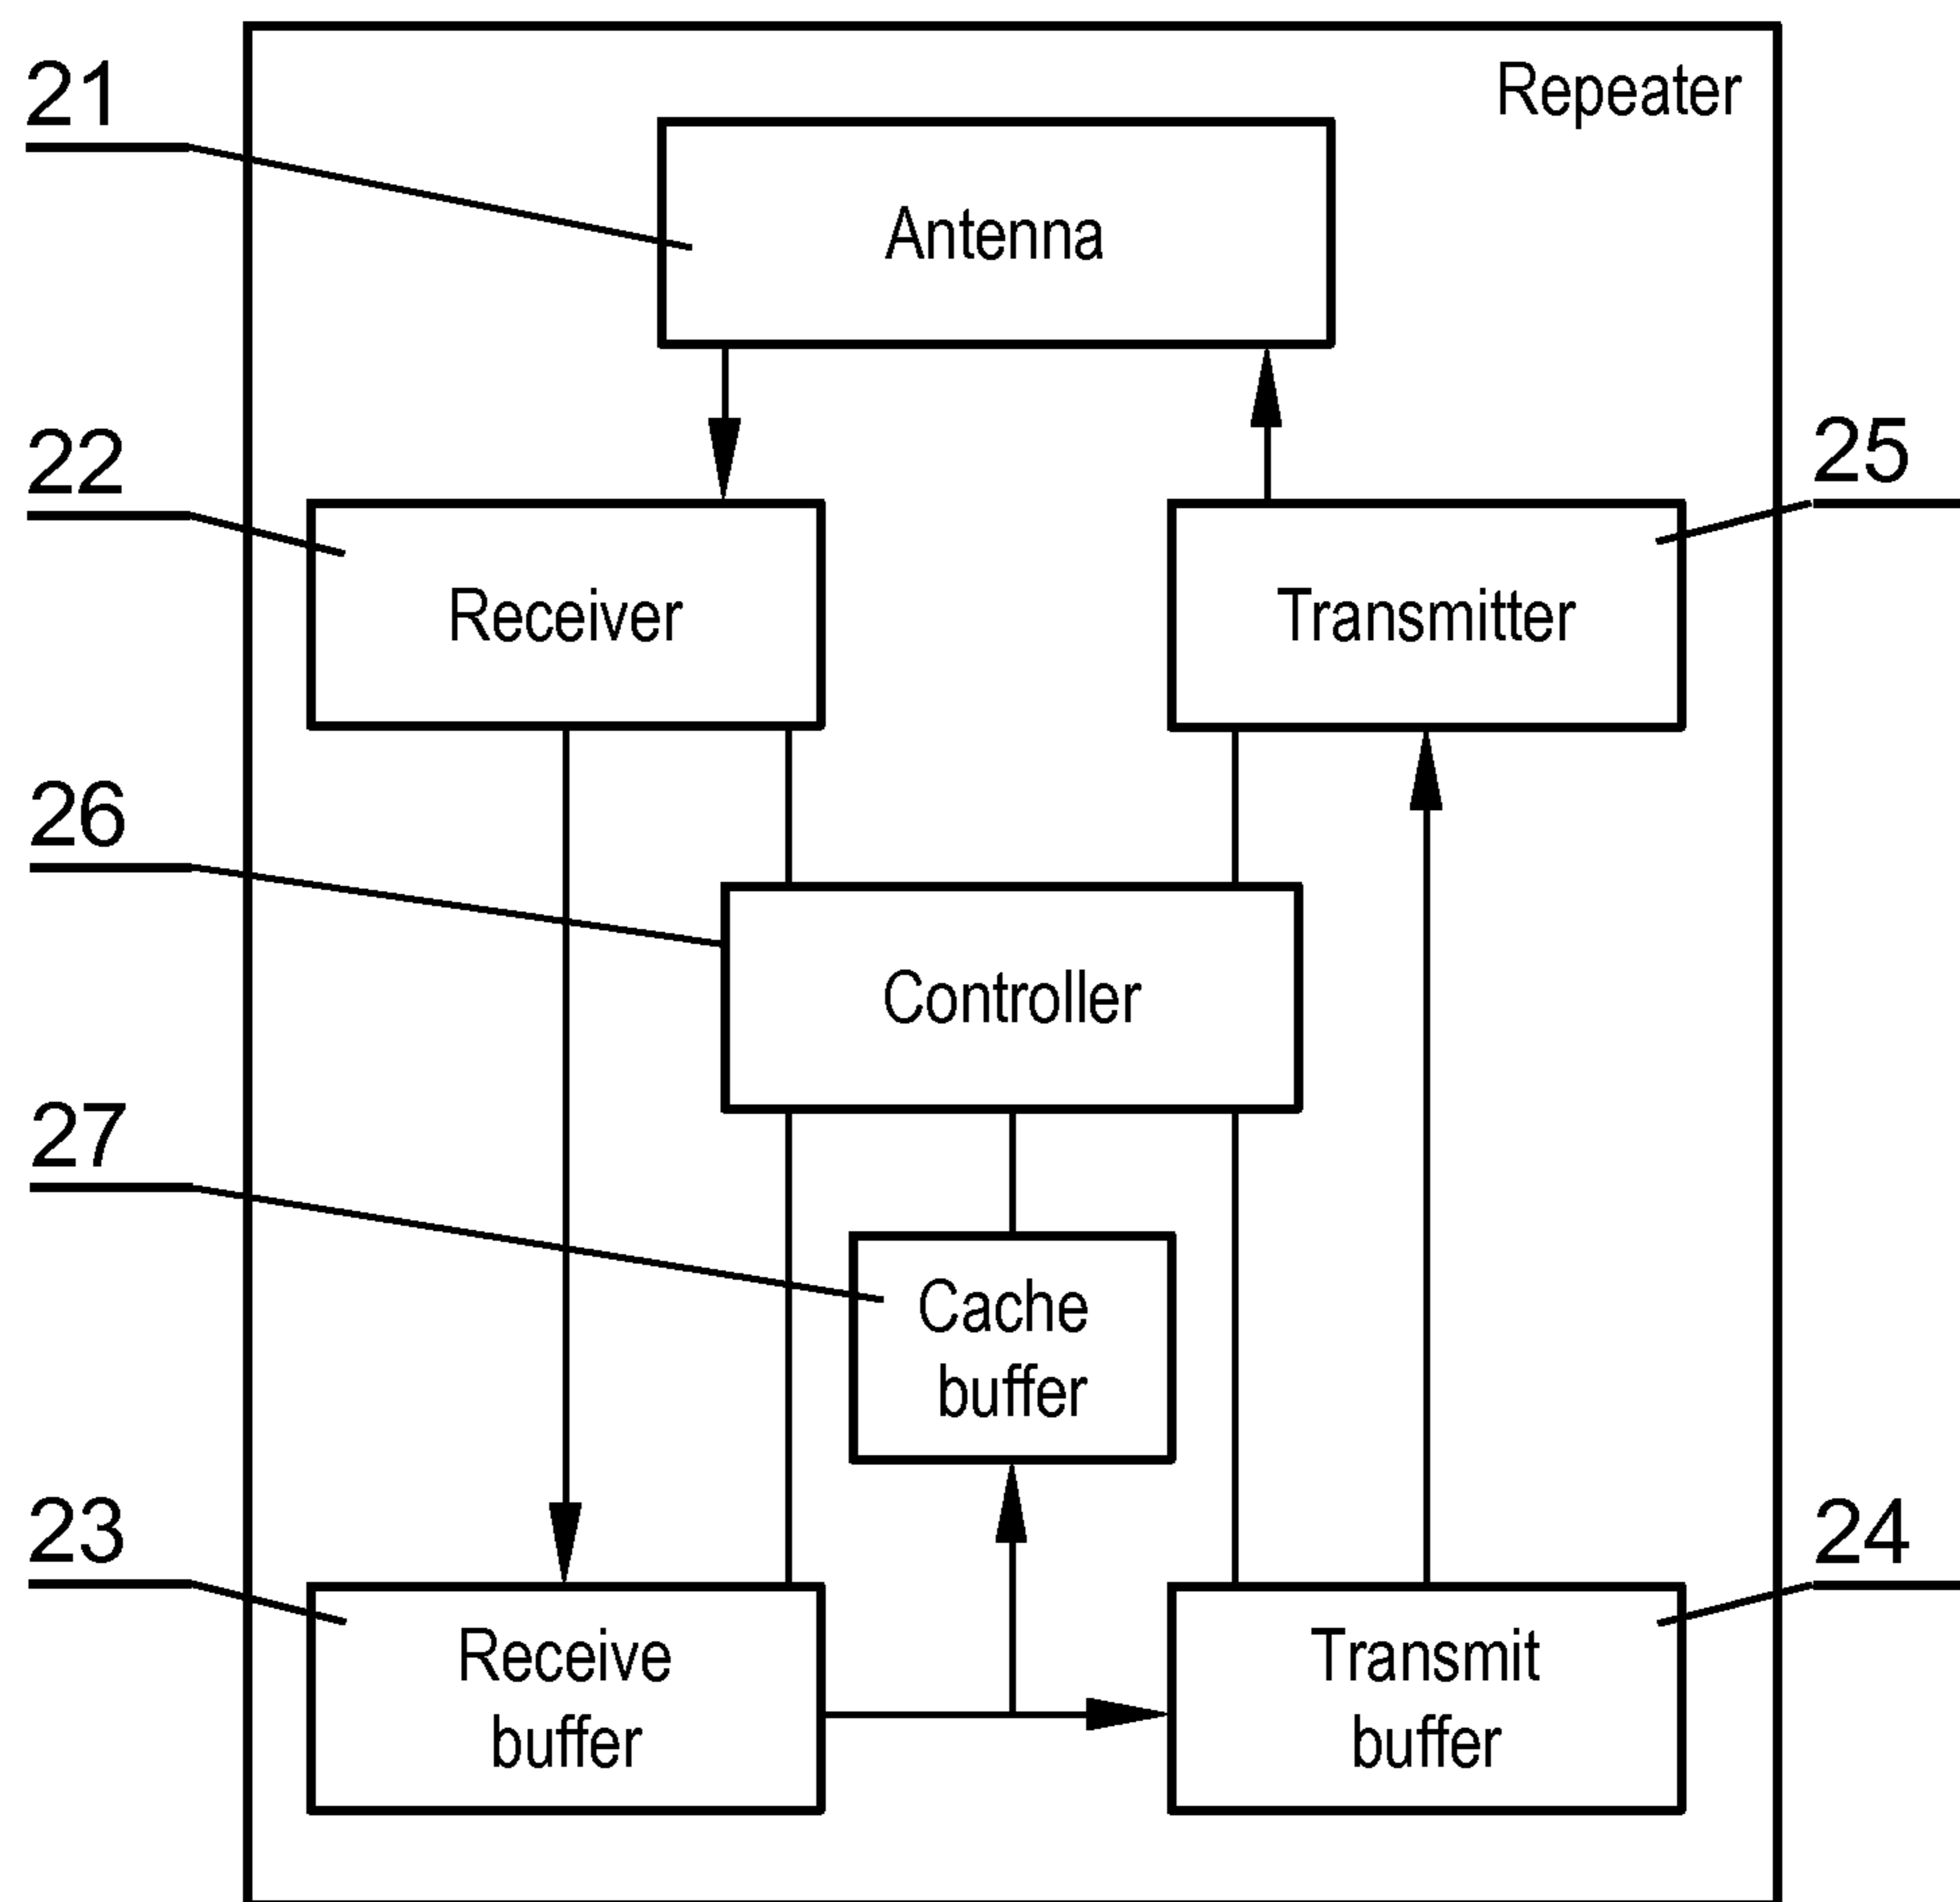 Repeater
21
Antenna
22
25
Receiver
Transmitter
26
Controller
27
Cache
buffer
23
24
Receive
buffer
Transmit
buffer